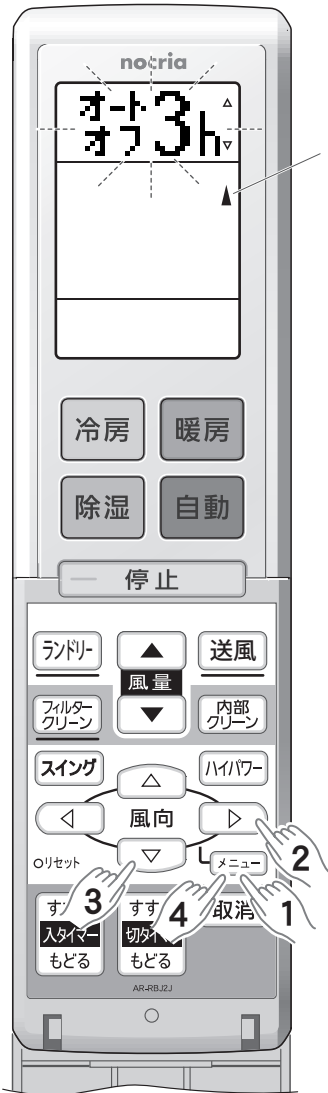 nocria
オート
オフ 3h
冷房 暖房
除湿 自動
停止
ランドリー 風量 送風
フィルター
クリーン
内部
クリーン
スイング ハイパワー
風向
リセット メニュー 2
3 4 取消 1
入タイマー
もどる もどる
AR-RBJ2J